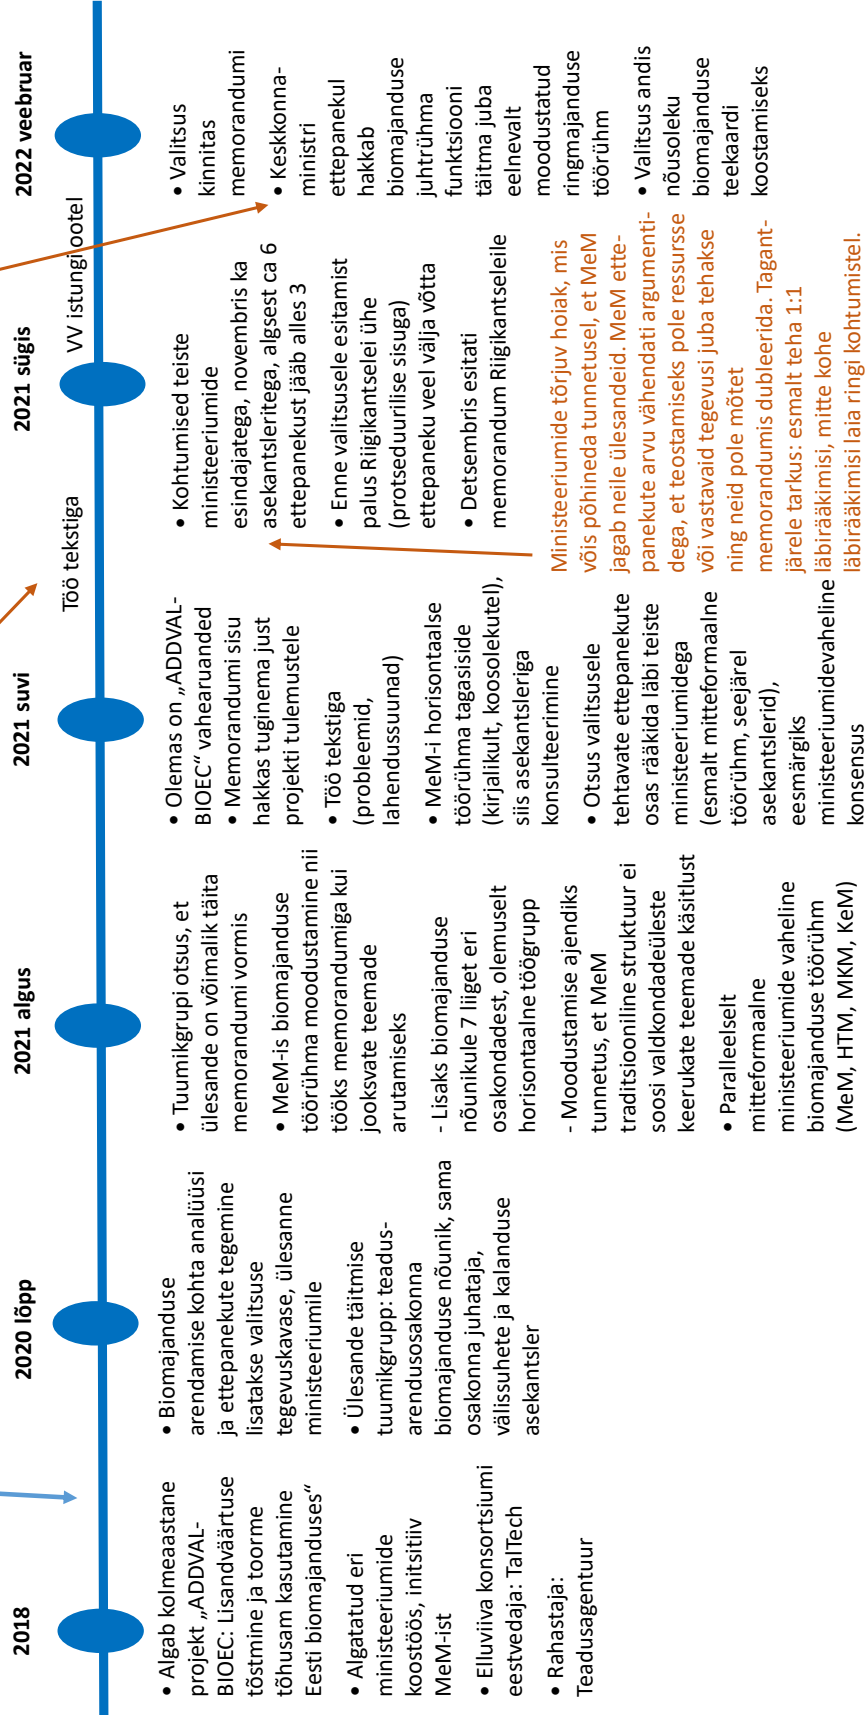 2018
• Algab kolmeaastane
projekt „ADDVAL-
BIOEC: Lisandväärtuse
tõstmine ja toorme
tõhusam kasutamine
Eesti biomajanduses“
• Algatatud eri
ministeeriumide
koostöös, initsitiiv
MeM-ist
• Elluviiva konsortsiumi
eestvedaja: TalTech
• Rahastaja:
Teadusagentuur
2020 lõpp
• Biomajanduse
arendamise kohta analüüsi
ja ettepanekute tegemine
lisatakse valitsuse
tegevuskavase, ülesanne
ministeeriumile
• Ülesande täitmise
tuumikgrupp: teadus-
arendusosakonna
biomajanduse nõunik, sama
osakonna juhataja,
välissuhete ja kalanduse
asekantsler
2021 algus
• Tuumikgrupi otsus, et
ülesande on võimalik täita
memorandumi vormis
• MeM-is biomajanduse
töörühma moodustamine nii
tööks memorandumiga kui
jooksvate teemade
arutamiseks
- Lisaks biomajanduse
nõunikule 7 liiget eri
osakondadest, olemuselt
horisontaalne töögrupp
- Moodustamise ajendiks
tunnetus, et MeM
traditsiooniline struktuur ei
soosi valdkondadeüleste
keerukate teemade käsitlust
• Paralleelselt
mitteformaalne
ministeeriumide vaheline
biomajanduse töörühm
(MeM, HTM, MKM, KeM)
2021 suvi
• Olemas on „ADDVAL-
BIOEC“ vahearuanded
• Memorandumi sisu
hakkas tuginema just
projekti tulemustele
• Töö tekstiga
(probleemid,
lahendussuunad)
• MeM-i horisontaalse
töörühma tagasiside
(kirjalikult, koosolekutel),
siis asekantsleriga
konsulteerimine
• Otsus valitsusele
tehtavate ettepanekute
osas rääkida läbi teiste
ministeeriumidega
(esmalt mitteformaalne
töörühm, seejärel
asekantslerid),
eesmärgiks
ministeeriumidevaheline
konsensus
Töö tekstiga
2021 sügis
• Kohtumised teiste
ministeeriumide
esindajatega, novembris ka
asekantsleritega, algsest ca 6
ettepanekust jääb alles 3
• Enne valitsusele esitamist
palus Riigikantselei ühe
(protseduurilise sisuga)
ettepaneku veel välja võtta
• Detsembris esitati
memorandum Riigikantseleile
Ministeeriumide tõrjuv hoiak, mis
võis põhineda tunnetusel, et MeM
jagab neile ülesandeid. MeM ette-
panekute arvu vähendati argumenti-
dega, et teostamiseks pole ressursse
või vastavaid tegevusi juba tehakse
ning neid pole mõtet
memorandumis dubleerida. Tagant-
järele tarkus: esmalt teha 1:1
läbirääkimisi, mitte kohe
läbirääkimisi laia ringi kohtumistel.
VV istungi ootel
2022 veebruar
• Valitsus
kinnitas
memorandumi
• Keskkonna-
ministri
ettepanekul
hakkab
biomajanduse
juhtrühma
funktsiooni
täitma juba
eelnevalt
moodustatud
ringmajanduse
töörühm
• Valitsus andis
nõusoleku
biomajanduse
teekaardi
koostamiseks